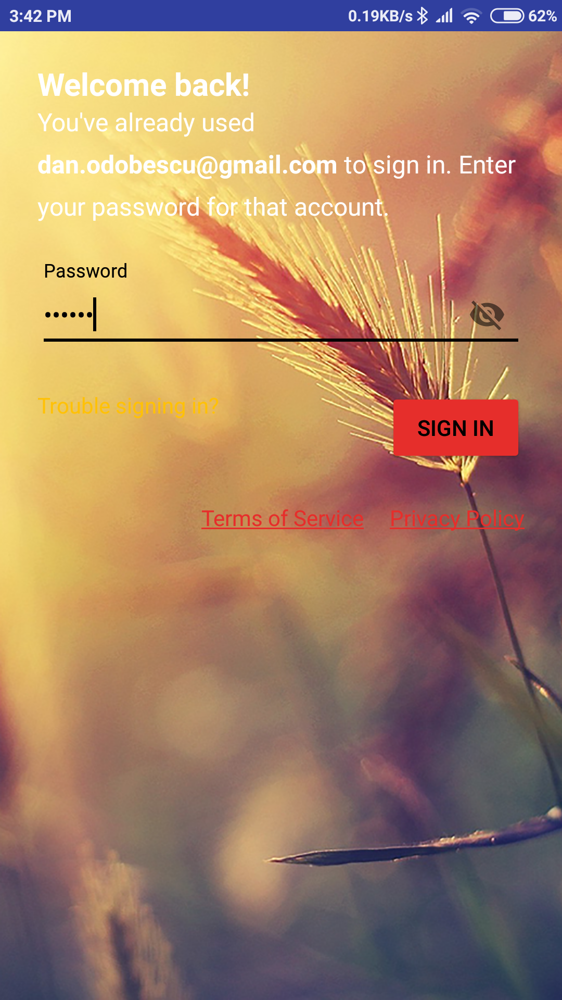 3:42 PM 0.19KB/s 62%
Welcome back!
You've already used
dan.odobescu@gmail.com to sign in. Enter
your password for that account.
Password
••••••
Trouble signing in?
SIGN IN
Terms of Service Privacy Policy